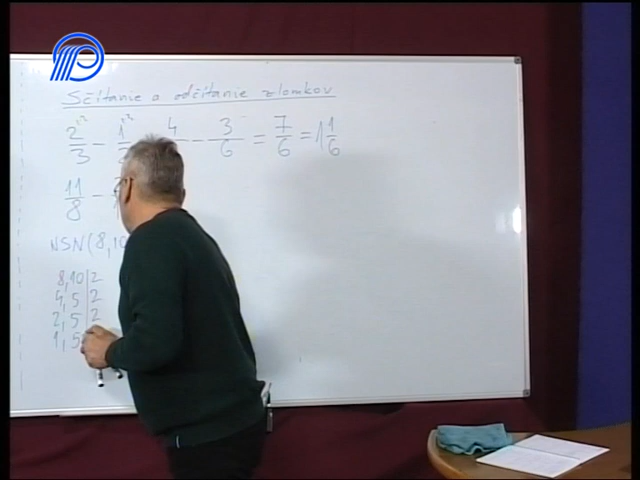 Sčítanie a odčítanie zlomkov
2/3 - 1 4 - 3/6 = 7/6 = 1 1/6
11/8 -
NSN(8,10
8,10|2
4,5|2
2,5|2
1,5